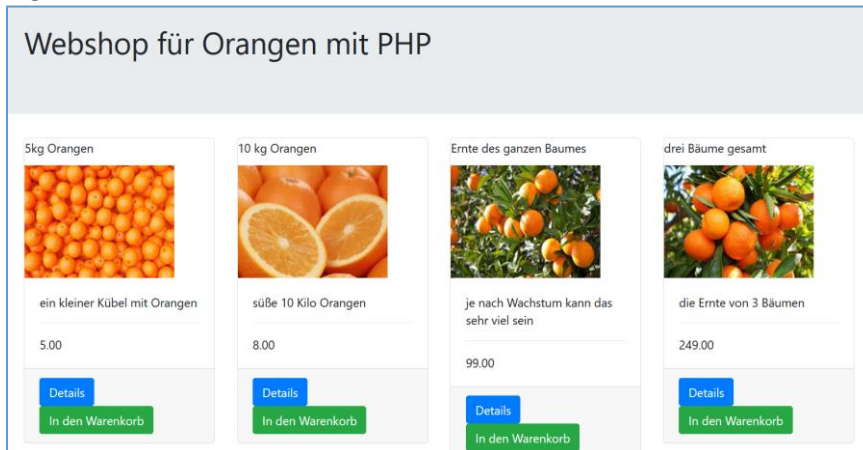 Webshop für Orangen mit PHP
5kg Orangen
ein kleiner Kübel mit Orangen
5.00
Details
In den Warenkorb
10 kg Orangen
süße 10 Kilo Orangen
8.00
Details
In den Warenkorb
Ernte des ganzen Baumes
je nach Wachstum kann das
sehr viel sein
99.00
Details
In den Warenkorb
drei Bäume gesamt
die Ernte von 3 Bäumen
249.00
Details
In den Warenkorb